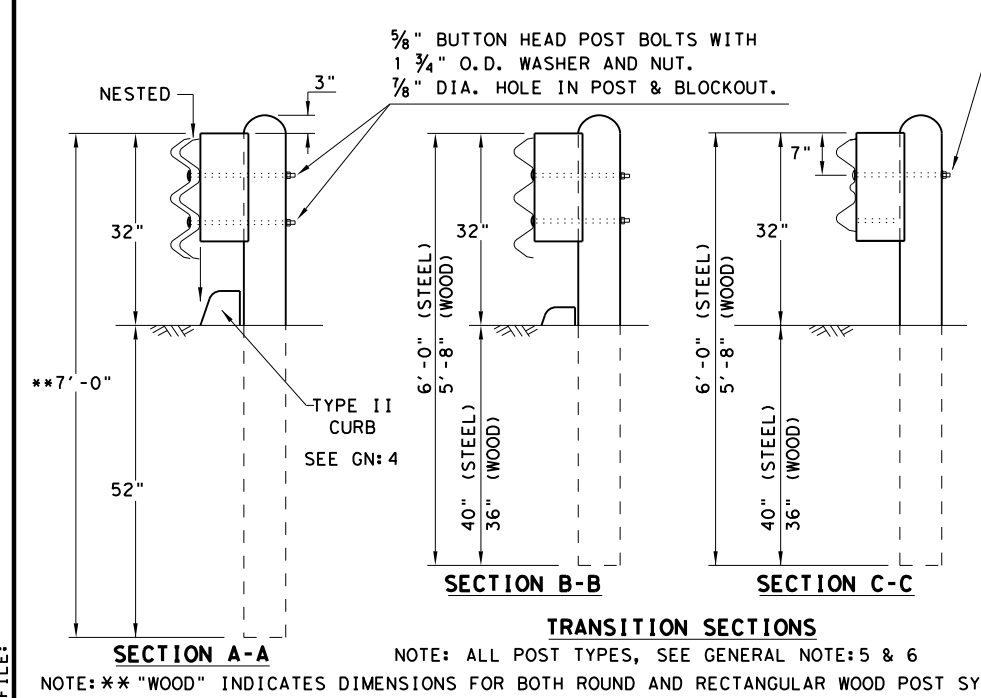 ⅝" BUTTON HEAD POST BOLTS WITH
1 ¾" O.D. WASHER AND NUT.
⅞" DIA. HOLE IN POST & BLOCKOUT.
NESTED
3"
7"
32"
32"
32"
6'-0" (STEEL)
5'-8" (WOOD)
6'-0" (STEEL)
5'-8" (WOOD)
**7'-0"
TYPE II
CURB
SEE GN:4
52"
40" (STEEL)
36" (WOOD)
40" (STEEL)
36" (WOOD)
SECTION B-B
SECTION C-C
TRANSITION SECTIONS
SECTION A-A
NOTE: ALL POST TYPES, SEE GENERAL NOTE:5 & 6
NOTE:** "WOOD" INDICATES DIMENSIONS FOR BOTH ROUND AND RECTANGULAR WOOD POST SY
FILE: